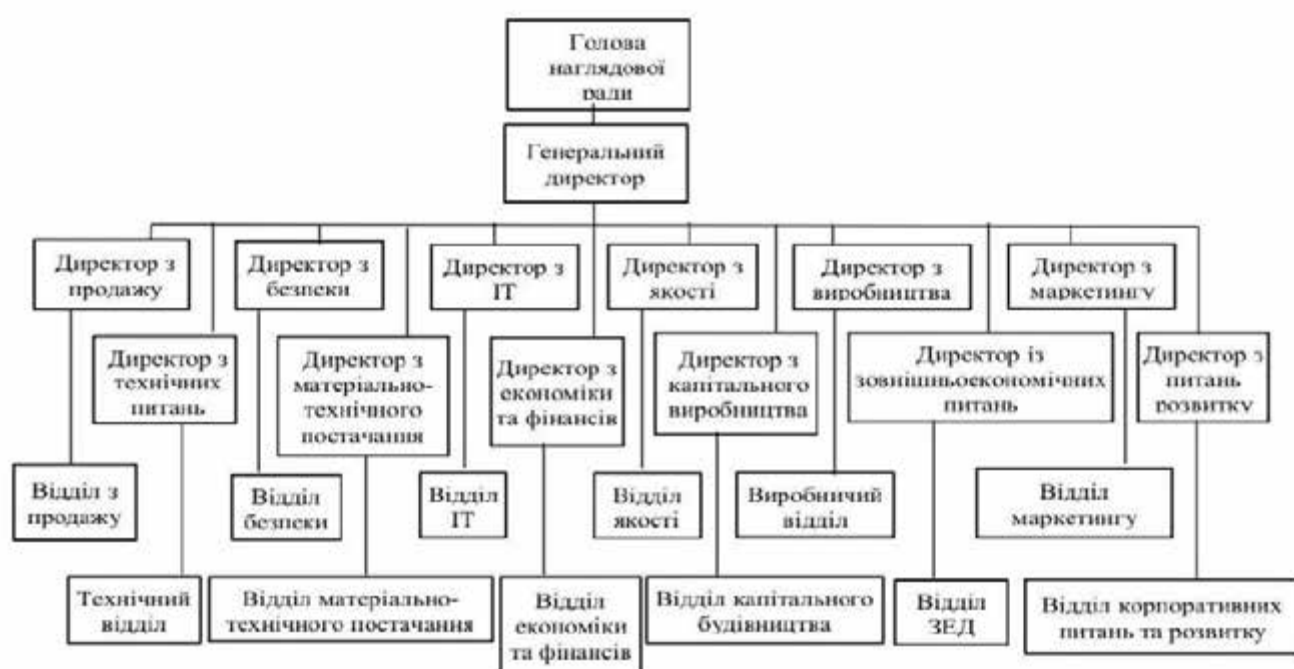 Голова
наглядової
ради
Генеральний
директор
Директор з
продажу
Директор з
безпеки
Директор з
ІТ
Директор з
якості
Директор з
виробництва
Директор з
маркетингу
Директор з
технічних
питань
Директор з
матеріально-
технічного
постачання
Директор з
економіки
та фінансів
Директор з
капітального
виробництва
Директор із
зовнішньоекономічних
питань
Директор з
питань
розвитку
Відділ з
продажу
Відділ
безпеки
Відділ
ІТ
Відділ
якості
Виробничий
відділ
Відділ
маркетингу
Технічний
відділ
Відділ матеріально-
технічного постачання
Відділ
економіки
та фінансів
Відділ капітального
будівництва
Відділ
ЗЕД
Відділ корпоративних
питань та розвитку